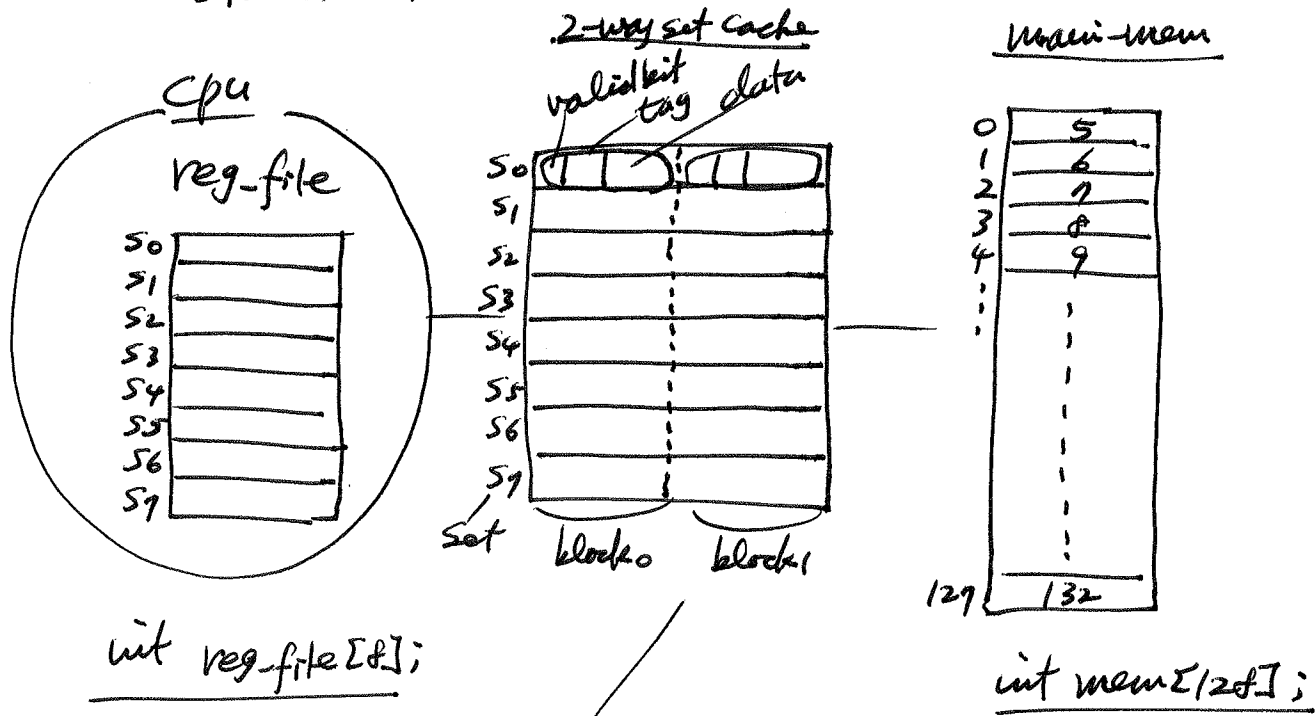 2-way set cache
main-mem
cpu
valid bit
tag
data
reg_file
S0
S1
S2
S3
S4
S5
S6
S7
S0
S1
S2
S3
S4
S5
S6
S7
set
block0
block1
0 5
1 6
2 7
3 8
4 9
127 132
int reg_file[8];
int mem[128];